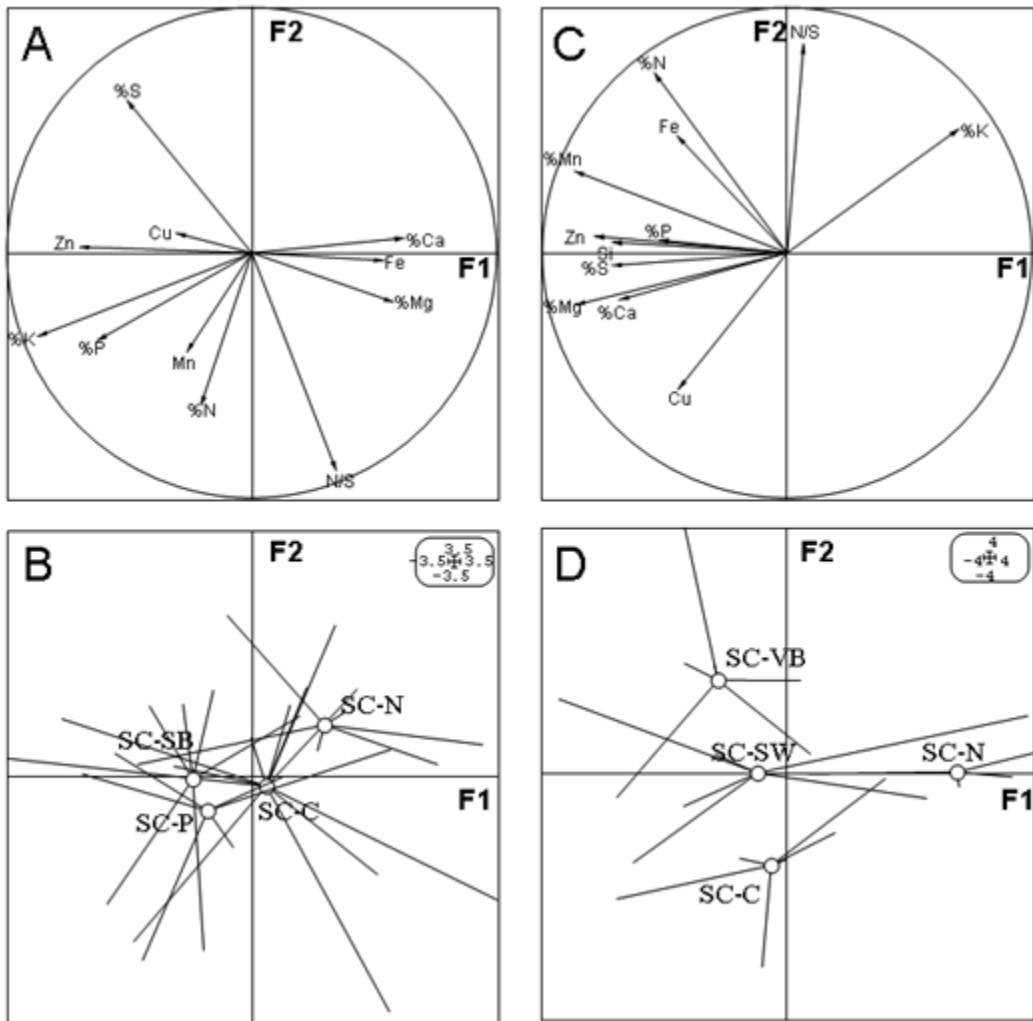 A
F2
%S
Cu
Zn
%Ca
Fe
F1
%Mg
%K
%P
Mn
%N
N/S
C
F2
N/S
%N
Fe
%K
%Mn
Zn
%P
Si
%S
F1
%Mg
%Ca
Cu
B
F2
3.5
-3.5 3.5
-3.5
SC-N
SC-SB
F1
SC-P
SC-C
D
F2
4
-4 4
-4
SC-VB
SC-SW
SC-N
F1
SC-C